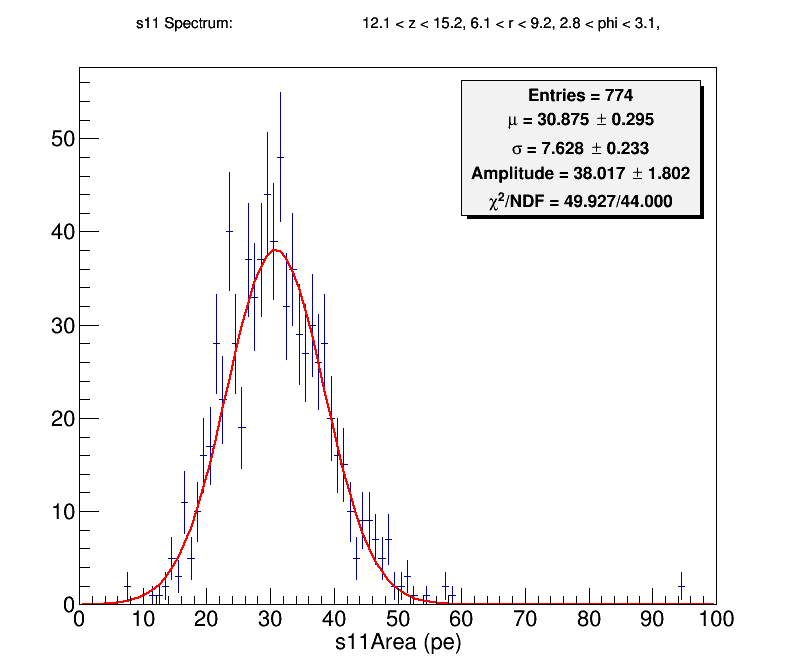 s11 Spectrum: 12.1 < z < 15.2, 6.1 < r < 9.2, 2.8 < phi < 3.1,
Entries = 774
μ = 30.875 ± 0.295
σ = 7.628 ± 0.233
Amplitude = 38.017 ± 1.802
χ²/NDF = 49.927/44.000
50
40
30
20
10
0
0 10 20 30 40 50 60 70 80 90 100
s11Area (pe)